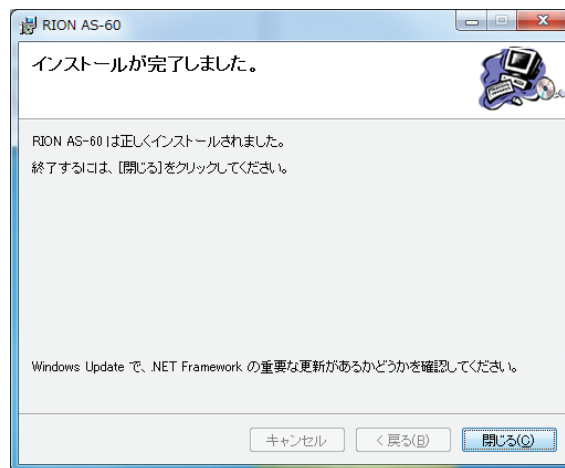 RION AS-60
インストールが完了しました。
RION AS-60 は正しくインストールされました。
終了するには、[閉じる]をクリックしてください。
Windows Update で、.NET Framework の重要な更新があるかどうかを確認してください。
キャンセル < 戻る(B) 閉じる(C)